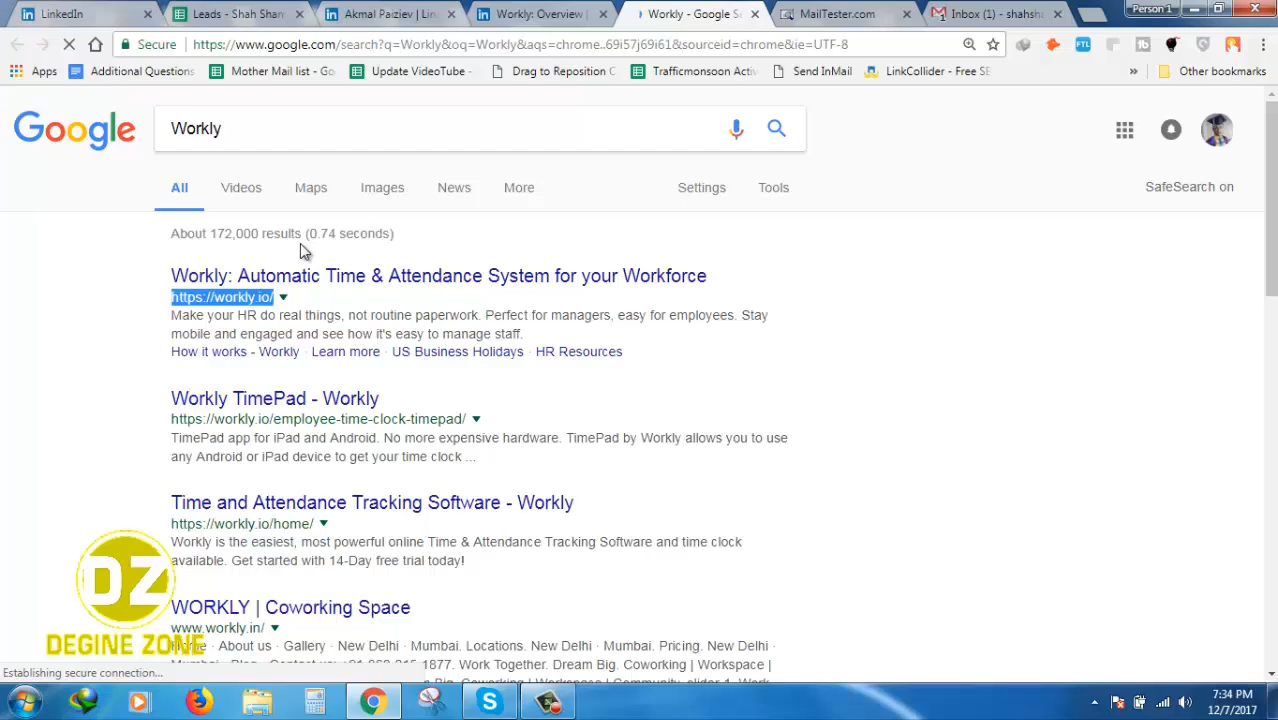 LinkedIn
Leads - Shah Sham
Akmal Paiziev | Lin
Workly: Overview |
Workly - Google Se
MailTester.com
Inbox (1) - shahsha
Person 1
Secure | https://www.google.com/search?q=Workly&oq=Workly&aqs=chrome..69i57j69i61&sourceid=chrome&ie=UTF-8
Apps
Additional Questions
Mother Mail list - Go
Update VideoTube -
Drag to Reposition C
Trafficmonsoon Acti
Send InMail
LinkCollider - Free SE
»
Other bookmarks
Google
Workly
All Videos Maps Images News More Settings Tools
SafeSearch on
About 172,000 results (0.74 seconds)
Workly: Automatic Time & Attendance System for your Workforce
https://workly.io/
Make your HR do real things, not routine paperwork. Perfect for managers, easy for employees. Stay
mobile and engaged and see how it's easy to manage staff.
How it works - Workly · Learn more · US Business Holidays · HR Resources
Workly TimePad - Workly
https://workly.io/employee-time-clock-timepad/
TimePad app for iPad and Android. No more expensive hardware. TimePad by Workly allows you to use
any Android or iPad device to get your time clock ...
Time and Attendance Tracking Software - Workly
https://workly.io/home/
Workly is the easiest, most powerful online Time & Attendance Tracking Software and time clock
available. Get started with 14-Day free trial today!
WORKLY | Coworking Space
www.workly.in/
· About us · Gallery · New Delhi · Mumbai. Locations. New Delhi · Mumbai. Pricing. New Delhi ·
1877. Work Together. Dream Big. Coworking | Workspace |
DZ
DEGINE ZONE
Establishing secure connection...
7:34 PM
12/7/2017